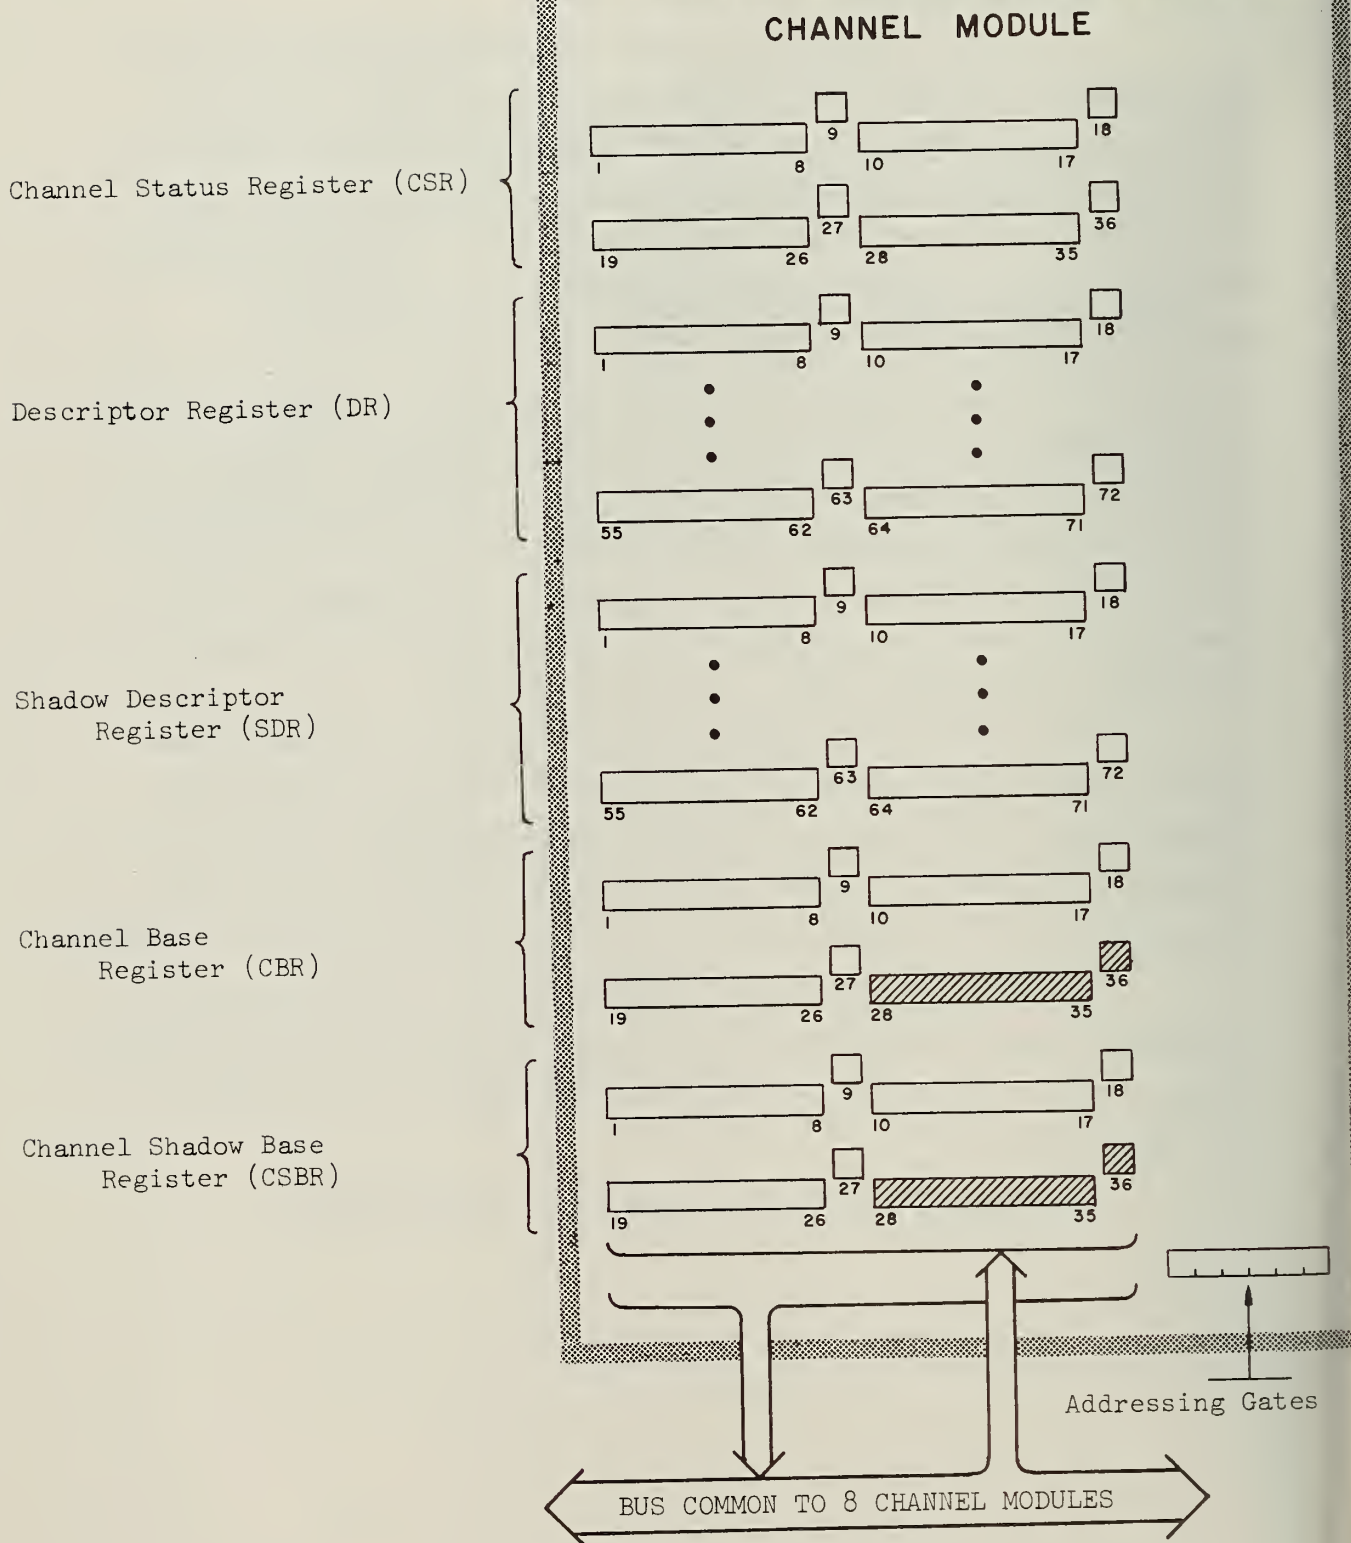 CHANNEL MODULE
Channel Status Register (CSR)
9 18
1 8 10 17
27 36
19 26 28 35
Descriptor Register (DR)
9 18
1 8 10 17
63 72
55 62 64 71
Shadow Descriptor
Register (SDR)
9 18
1 8 10 17
63 72
55 62 64 71
Channel Base
Register (CBR)
9 18
1 8 10 17
27 36
19 26 28 35
Channel Shadow Base
Register (CSBR)
9 18
1 8 10 17
27 36
19 26 28 35
Addressing Gates
BUS COMMON TO 8 CHANNEL MODULES